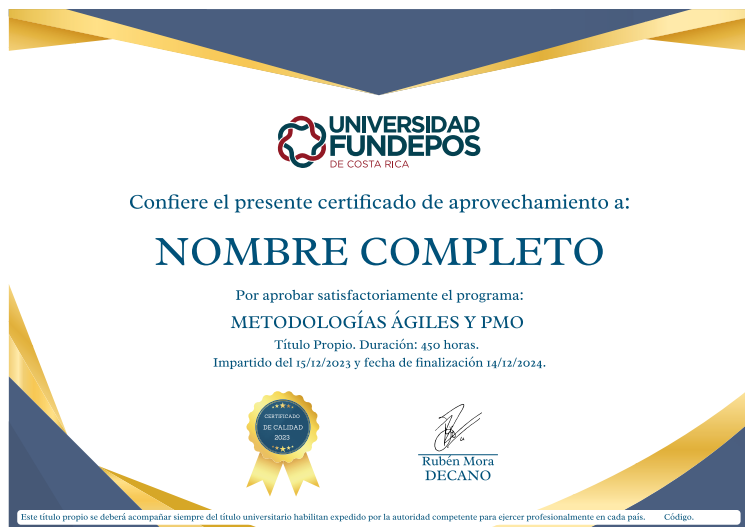 UNIVERSIDAD
FUNDEPOS
DE COSTA RICA
Confiere el presente certificado de aprovechamiento a:
NOMBRE COMPLETO
Por aprobar satisfactoriamente el programa:
METODOLOGÍAS ÁGILES Y PMO
Título Propio. Duración: 450 horas.
Impartido del 15/12/2023 y fecha de finalización 14/12/2024.
CERTIFICADO
DE CALIDAD
2023
Rubén Mora
DECANO
Este título propio se deberá acompañar siempre del título universitario habilitan expedido por la autoridad competente para ejercer profesionalmente en cada país. Código.